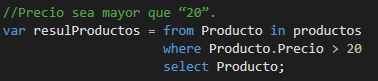 //Precio sea mayor que “20”.
var resulProductos = from Producto in productos
where Producto.Precio > 20
select Producto;